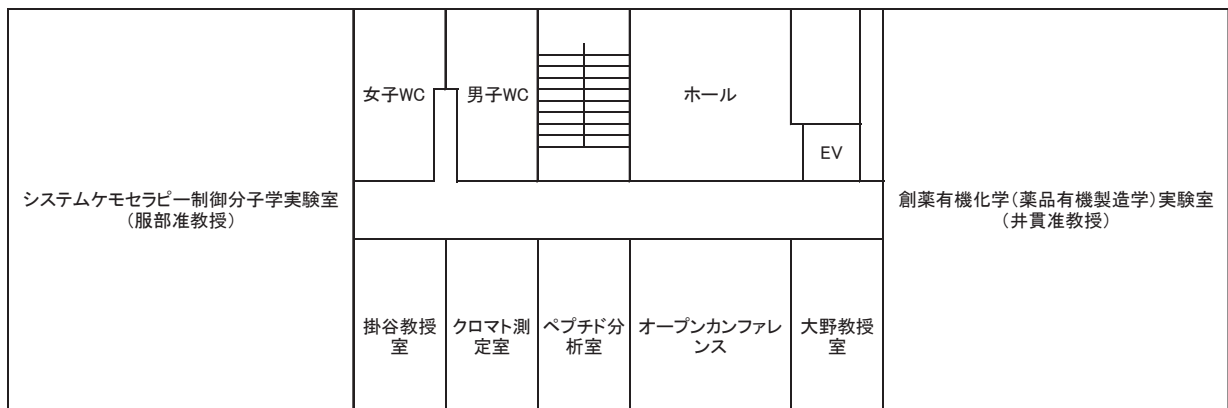 女子WC
男子WC
ホール
EV
システムケモセラピー制御分子学実験室
（服部准教授）
創薬有機化学（薬品有機製造学）実験室
（井貫准教授）
掛谷教授
室
クロマト測
定室
ペプチド分
析室
オープンカンファレ
ンス
大野教授
室